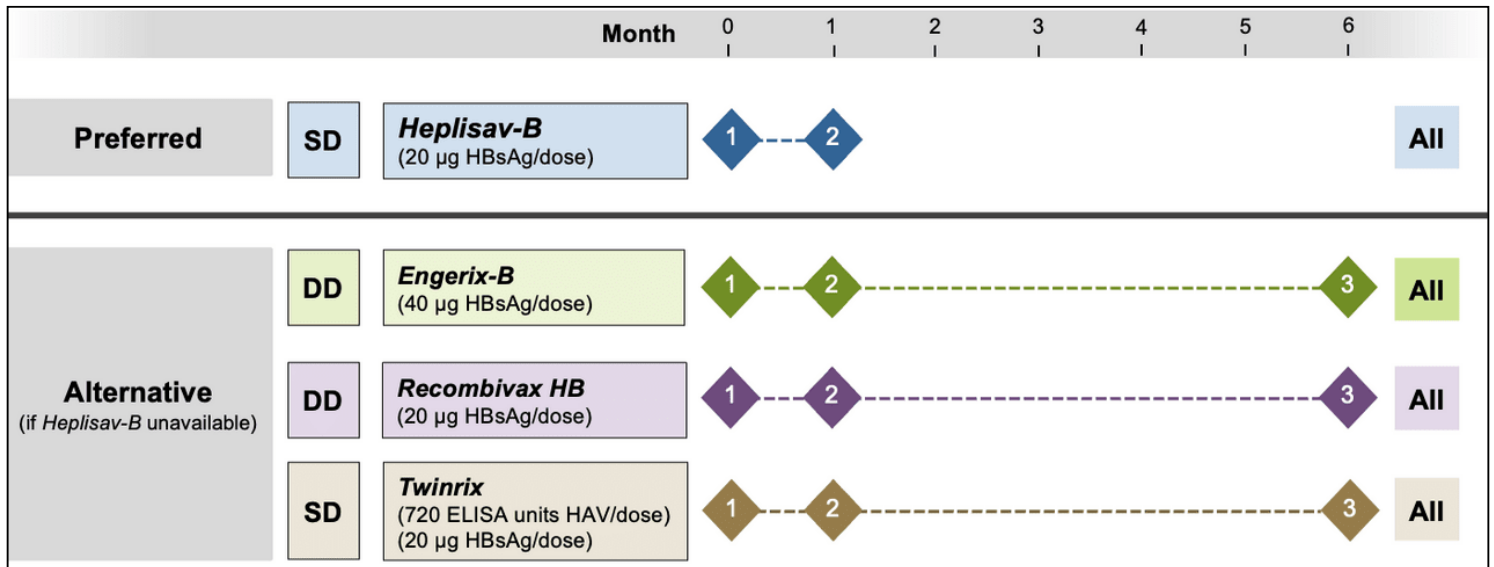 Month 0 1 2 3 4 5 6
Preferred
SD
Heplisav-B
(20 µg HBsAg/dose)
1 2
All
Alternative
(if Heplisav-B unavailable)
DD
Engerix-B
(40 µg HBsAg/dose)
1 2 3
All
DD
Recombivax HB
(20 µg HBsAg/dose)
1 2 3
All
SD
Twinrix
(720 ELISA units HAV/dose)
(20 µg HBsAg/dose)
1 2 3
All